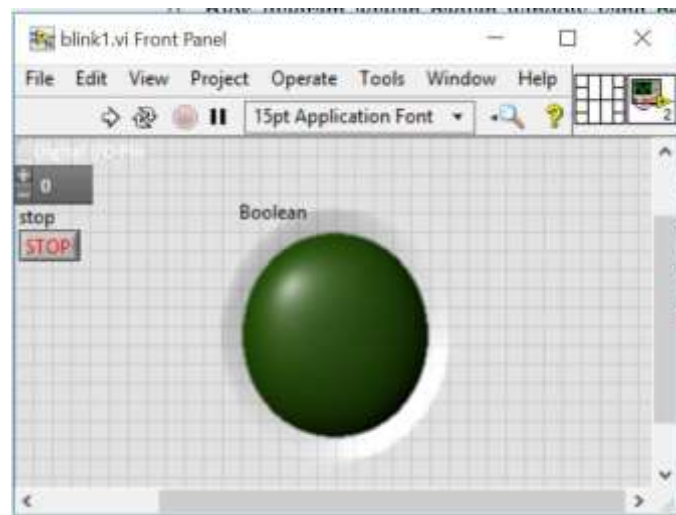 blink1.vi Front Panel
File Edit View Project Operate Tools Window Help
15pt Application Font
2
0
stop
STOP
Boolean